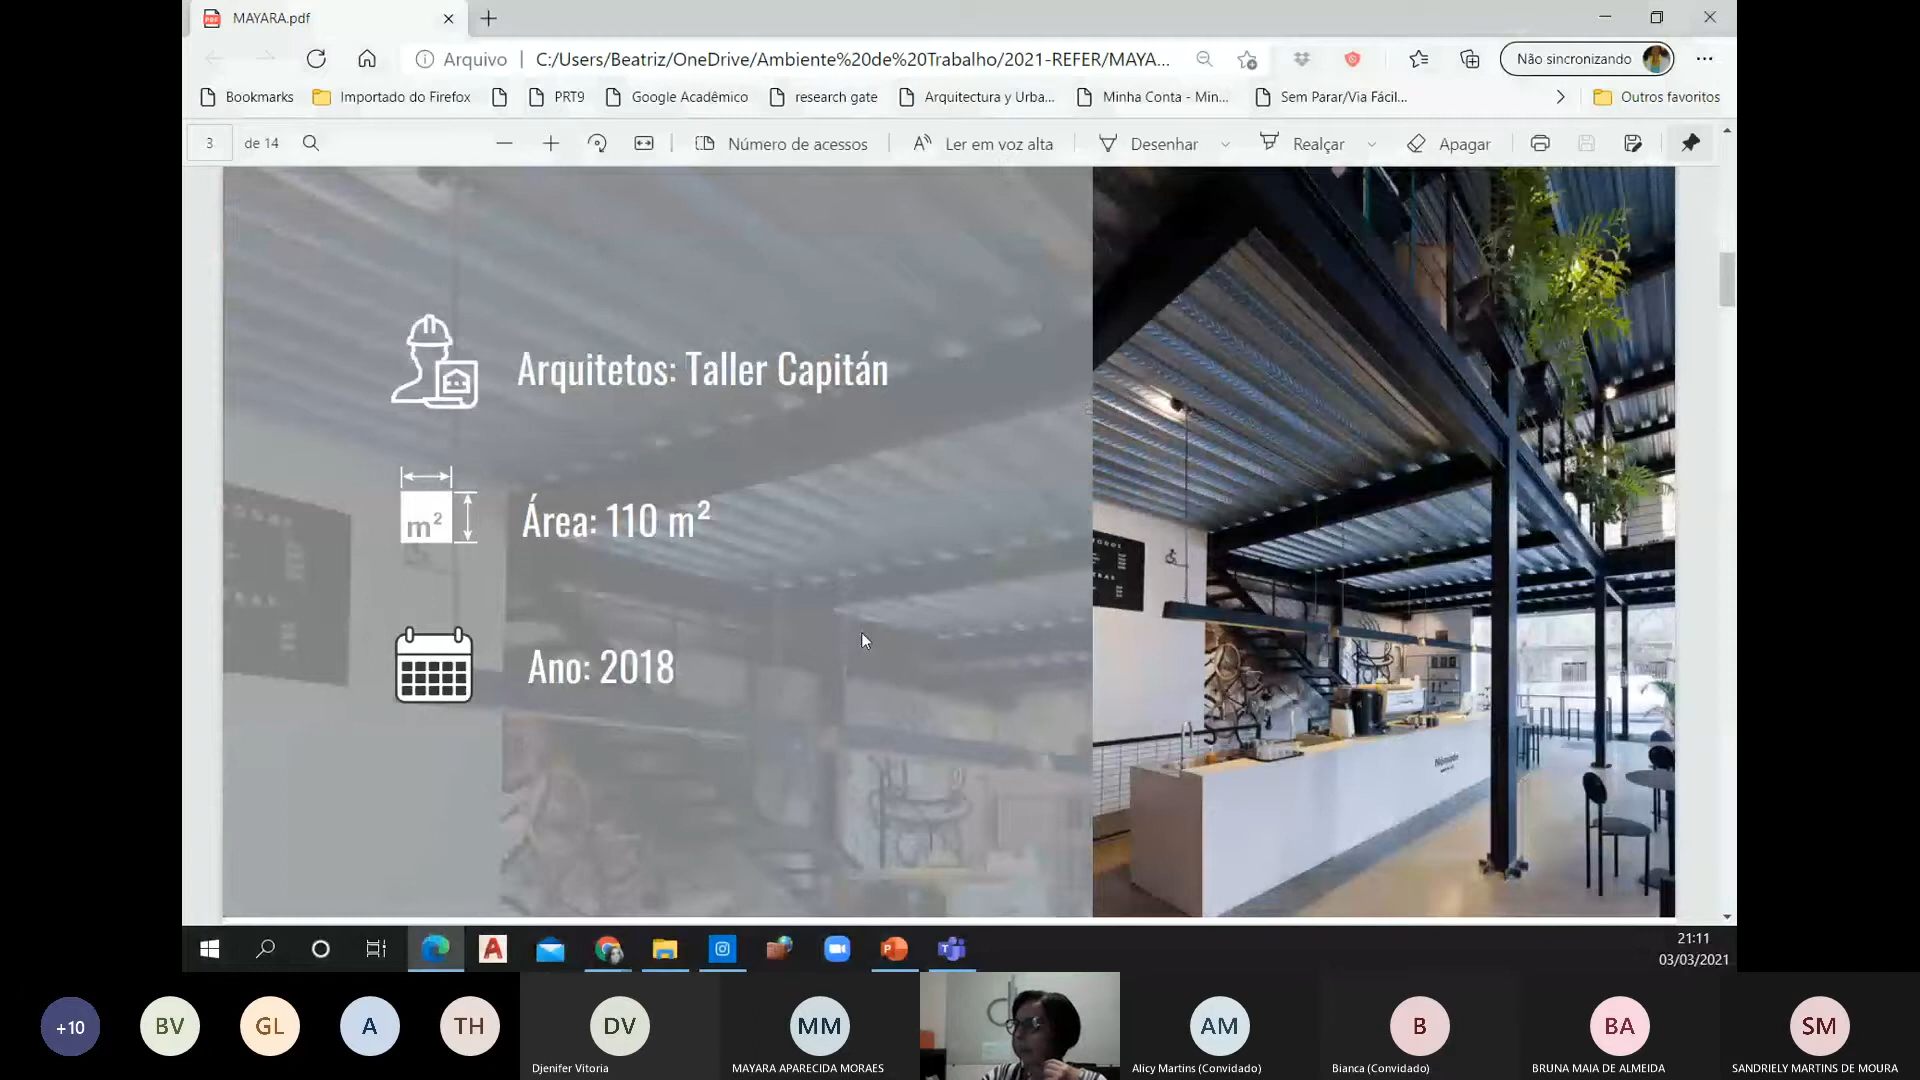 MAYARA.pdf
Arquivo
C:/Users/Beatriz/OneDrive/Ambiente%20de%20Trabalho/2021-REFER/MAYA...
Não sincronizando
Bookmarks
Importado do Firefox
PRT9
Google Acadêmico
research gate
Arquitectura y Urba...
Minha Conta - Min...
Sem Parar/Via Fácil...
Outros favoritos
3 de 14
Número de acessos
Ler em voz alta
Desenhar
Realçar
Apagar
Arquitetos: Taller Capitán
m²
Área: 110 m²
Ano: 2018
21:11
03/03/2021
+10
BV
GL
A
TH
DV
Djenifer Vitoria
MM
MAYARA APARECIDA MORAES
AM
Alicy Martins (Convidado)
B
Bianca (Convidado)
BA
BRUNA MAIA DE ALMEIDA
SM
SANDRIELY MARTINS DE MOURA